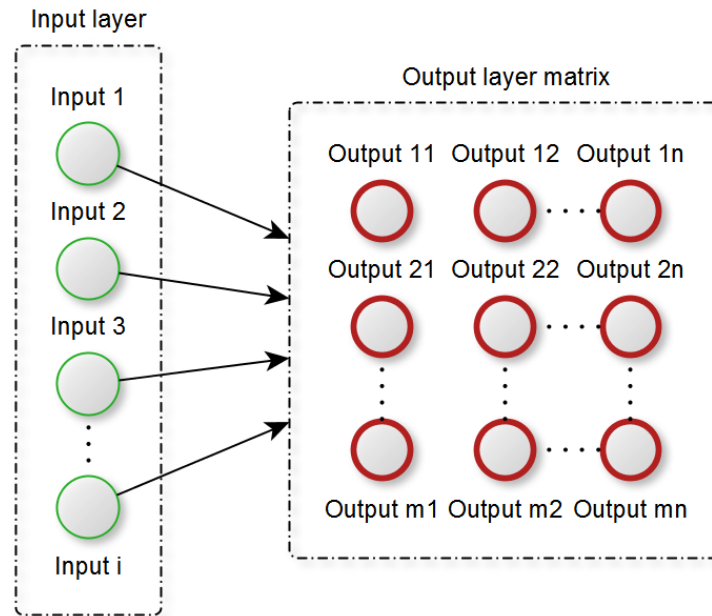 Input layer
Input 1
Input 2
Input 3
Input i
Output layer matrix
Output 11 Output 12 Output 1n
Output 21 Output 22 Output 2n
Output m1 Output m2 Output mn